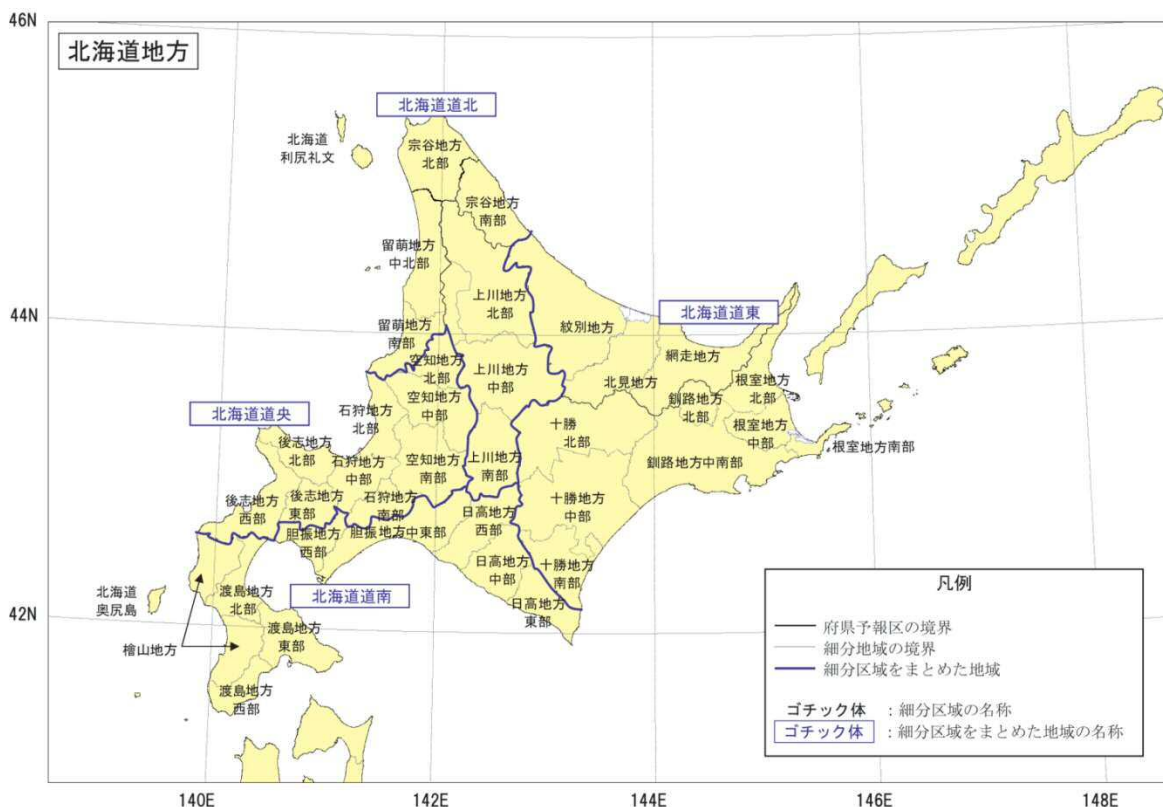 46N
北海道地方
北海道道北
宗谷地方
北部
北海道
利尻礼文
宗谷地方
南部
留萌地方
中北部
上川地方
北部
44N
北海道道東
紋別地方
留萌地方
南部
網走地方
空知地方
北部
上川地方
中部
北見地方
根室地方
北部
釧路地方
北部
空知地方
中部
石狩地方
北部
北海道道央
十勝
北部
根室地方
中部
根室地方南部
後志地方
北部
石狩地方
中部
空知地方
南部
上川地方
南部
釧路地方中南部
後志地方
東部
石狩地方
南部
後志地方
西部
十勝地方
中部
日高地方
西部
胆振地方
西部
胆振地方中東部
日高地方
中部
十勝地方
南部
北海道
奥尻島
渡島地方
北部
北海道道南
日高地方
東部
42N
渡島地方
東部
檜山地方
渡島地方
西部
凡例
府県予報区の境界
細分地域の境界
細分区域をまとめた地域
ゴチック体 :細分区域の名称
ゴチック体 :細分区域をまとめた地域の名称
140E 142E 144E 146E 148E